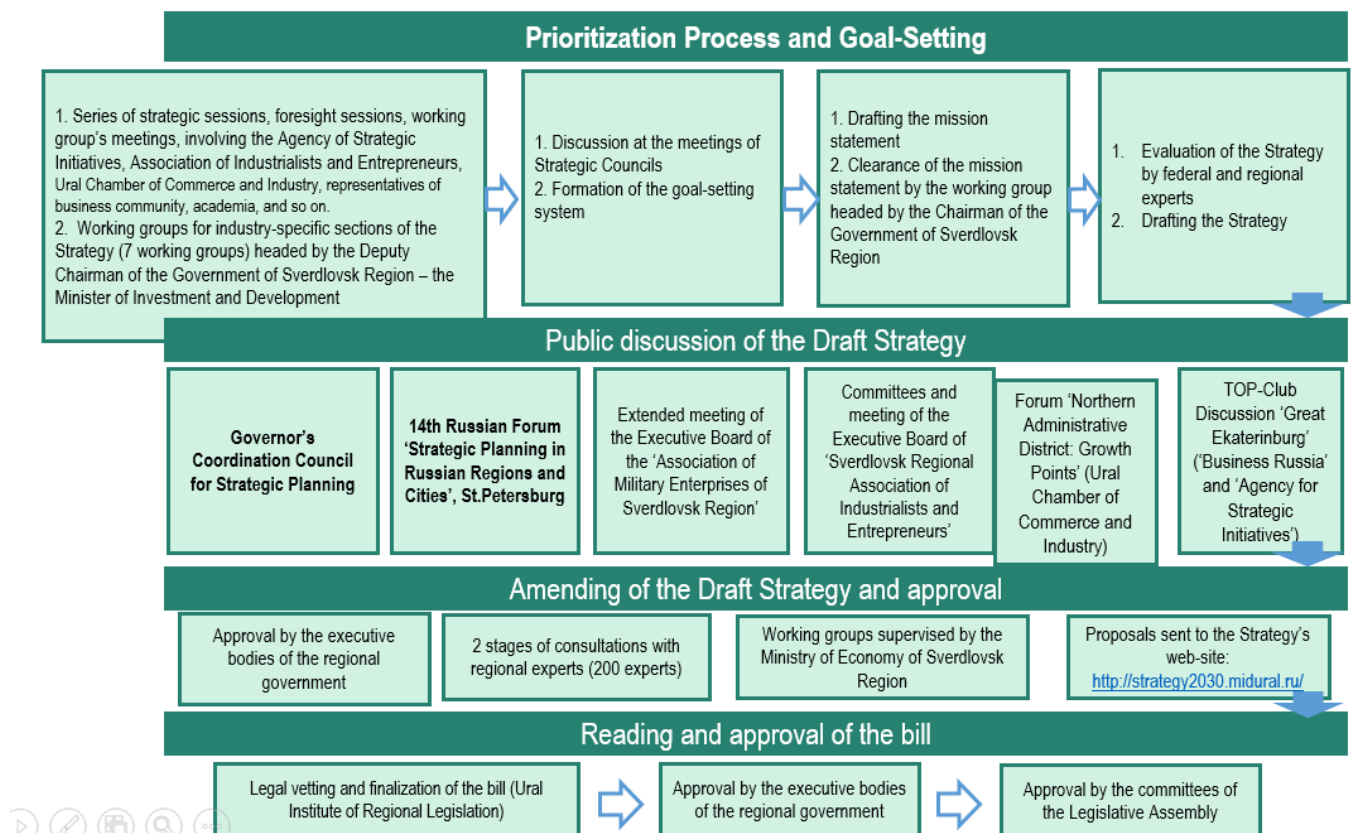 Prioritization Process and Goal-Setting
1. Series of strategic sessions, foresight sessions, working
group's meetings, involving the Agency of Strategic
Initiatives, Association of Industrialists and Entrepreneurs,
Ural Chamber of Commerce and Industry, representatives of
business community, academia, and so on.
2. Working groups for industry-specific sections of the
Strategy (7 working groups) headed by the Deputy
Chairman of the Government of Sverdlovsk Region – the
Minister of Investment and Development
1. Discussion at the meetings of
Strategic Councils
2. Formation of the goal-setting
system
1. Drafting the mission
statement
2. Clearance of the mission
statement by the working group
headed by the Chairman of the
Government of Sverdlovsk
Region
1. Evaluation of the Strategy
by federal and regional
experts
2. Drafting the Strategy
Public discussion of the Draft Strategy
Governor's
Coordination Council
for Strategic Planning
14th Russian Forum
'Strategic Planning in
Russian Regions and
Cities', St.Petersburg
Extended meeting of
the Executive Board of
the 'Association of
Military Enterprises of
Sverdlovsk Region'
Committees and
meeting of the
Executive Board of
'Sverdlovsk Regional
Association of
Industrialists and
Entrepreneurs'
Forum 'Northern
Administrative
District: Growth
Points' (Ural
Chamber of
Commerce and
Industry)
TOP-Club
Discussion 'Great
Ekaterinburg'
('Business Russia'
and 'Agency for
Strategic
Initiatives')
Amending of the Draft Strategy and approval
Approval by the executive
bodies of the regional
government
2 stages of consultations with
regional experts (200 experts)
Working groups supervised by the
Ministry of Economy of Sverdlovsk
Region
Proposals sent to the Strategy's
web-site:
http://strategy2030.midural.ru/
Reading and approval of the bill
Legal vetting and finalization of the bill (Ural
Institute of Regional Legislation)
Approval by the executive bodies
of the regional government
Approval by the committees of
the Legislative Assembly